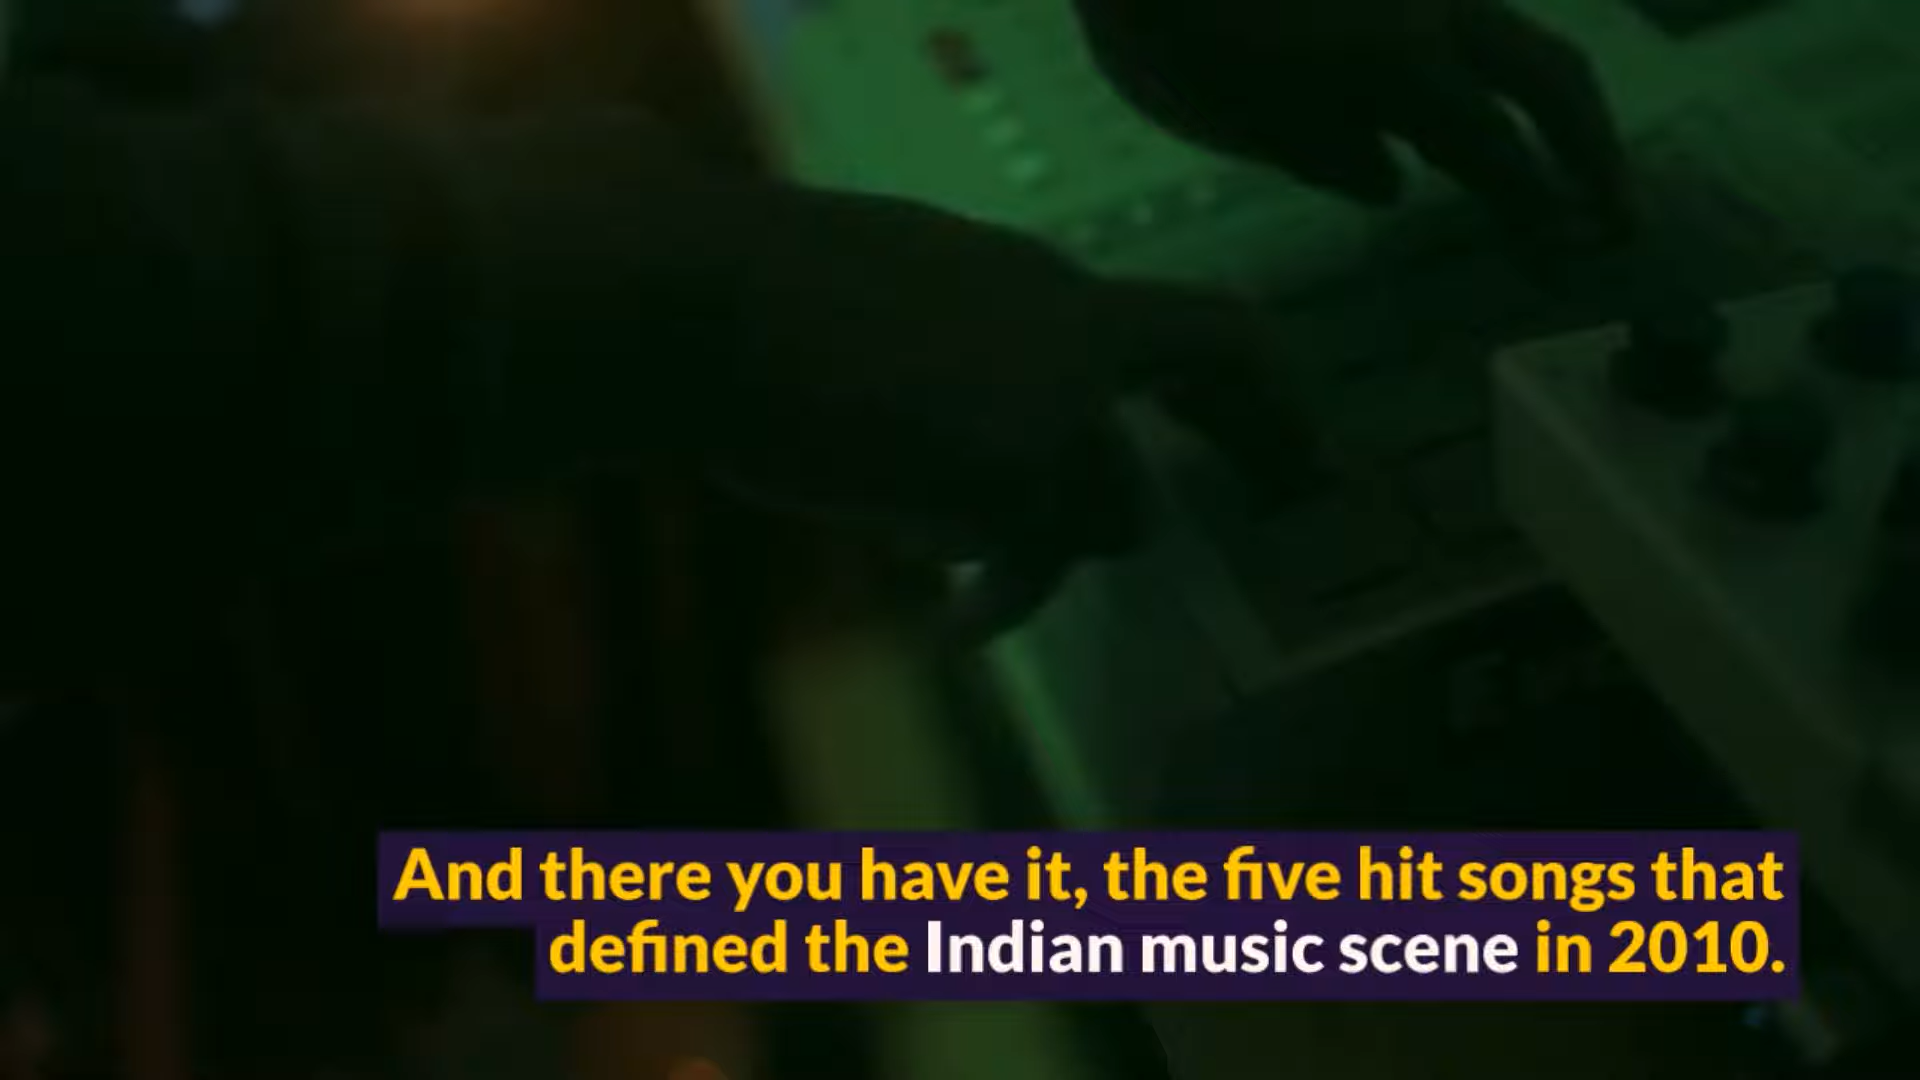 And there you have it, the five hit songs that
defined the Indian music scene in 2010.